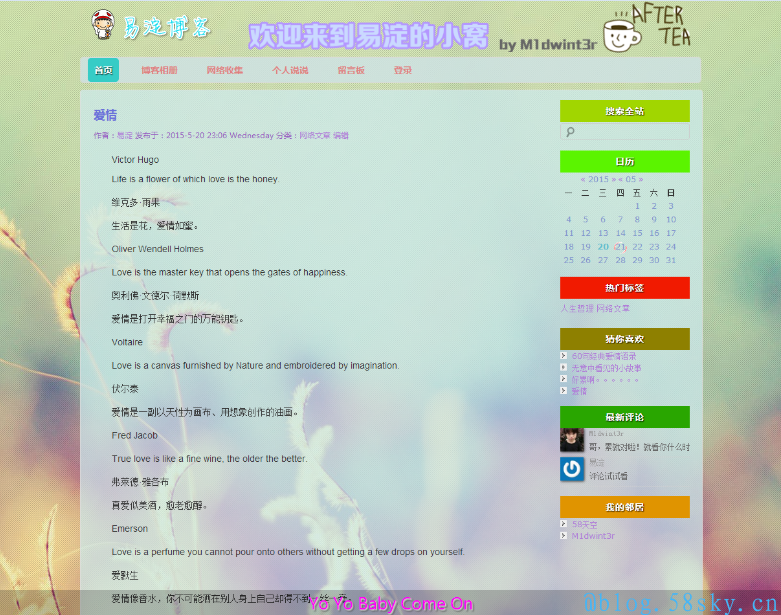 易淀博客
欢迎来到易淀的小窝 by M1dwint3r
AFTER
TEA
首页 博客相册 网络收集 个人说说 留言板 登录
爱情
作者：易淀 发布于：2015-5-20 23:06 Wednesday 分类：网络文章 编辑
Victor Hugo
Life is a flower of which love is the honey.
维克多·雨果
生活是花，爱情如蜜。
Oliver Wendell Holmes
Love is the master key that opens the gates of happiness.
奥利佛·文德尔·荷默斯
爱情是打开幸福之门的万能钥匙。
Voltaire
Love is a canvas furnished by Nature and embroidered by imagination.
伏尔泰
爱情是一副以天性为画布、用想象创作的油画。
Fred Jacob
True love is like a fine wine, the older the better.
弗莱德·雅各布
真爱似美酒，愈老愈醇。
Emerson
Love is a perfume you cannot pour onto others without getting a few drops on yourself.
爱默生
爱情像香水，你不可能洒在别人身上自己却得不到一丝
搜索全站
日历
« 2015 » « 05 »
一 二 三 四 五 六 日
1 2 3
4 5 6 7 8 9 10
11 12 13 14 15 16 17
18 19 20 21 22 23 24
25 26 27 28 29 30 31
热门标签
人生哲理 网络文章
猜你喜欢
60句经典爱情语录
无意中看见的小故事
好累啊。。。。。。
爱情
最新评论
M1dwint3r
哥，累就对啦！就看你什么时
易淀
评论试试看
我的邻居
58天空
M1dwint3r
Yo Yo Baby Come On
Wblog.58sky.cn